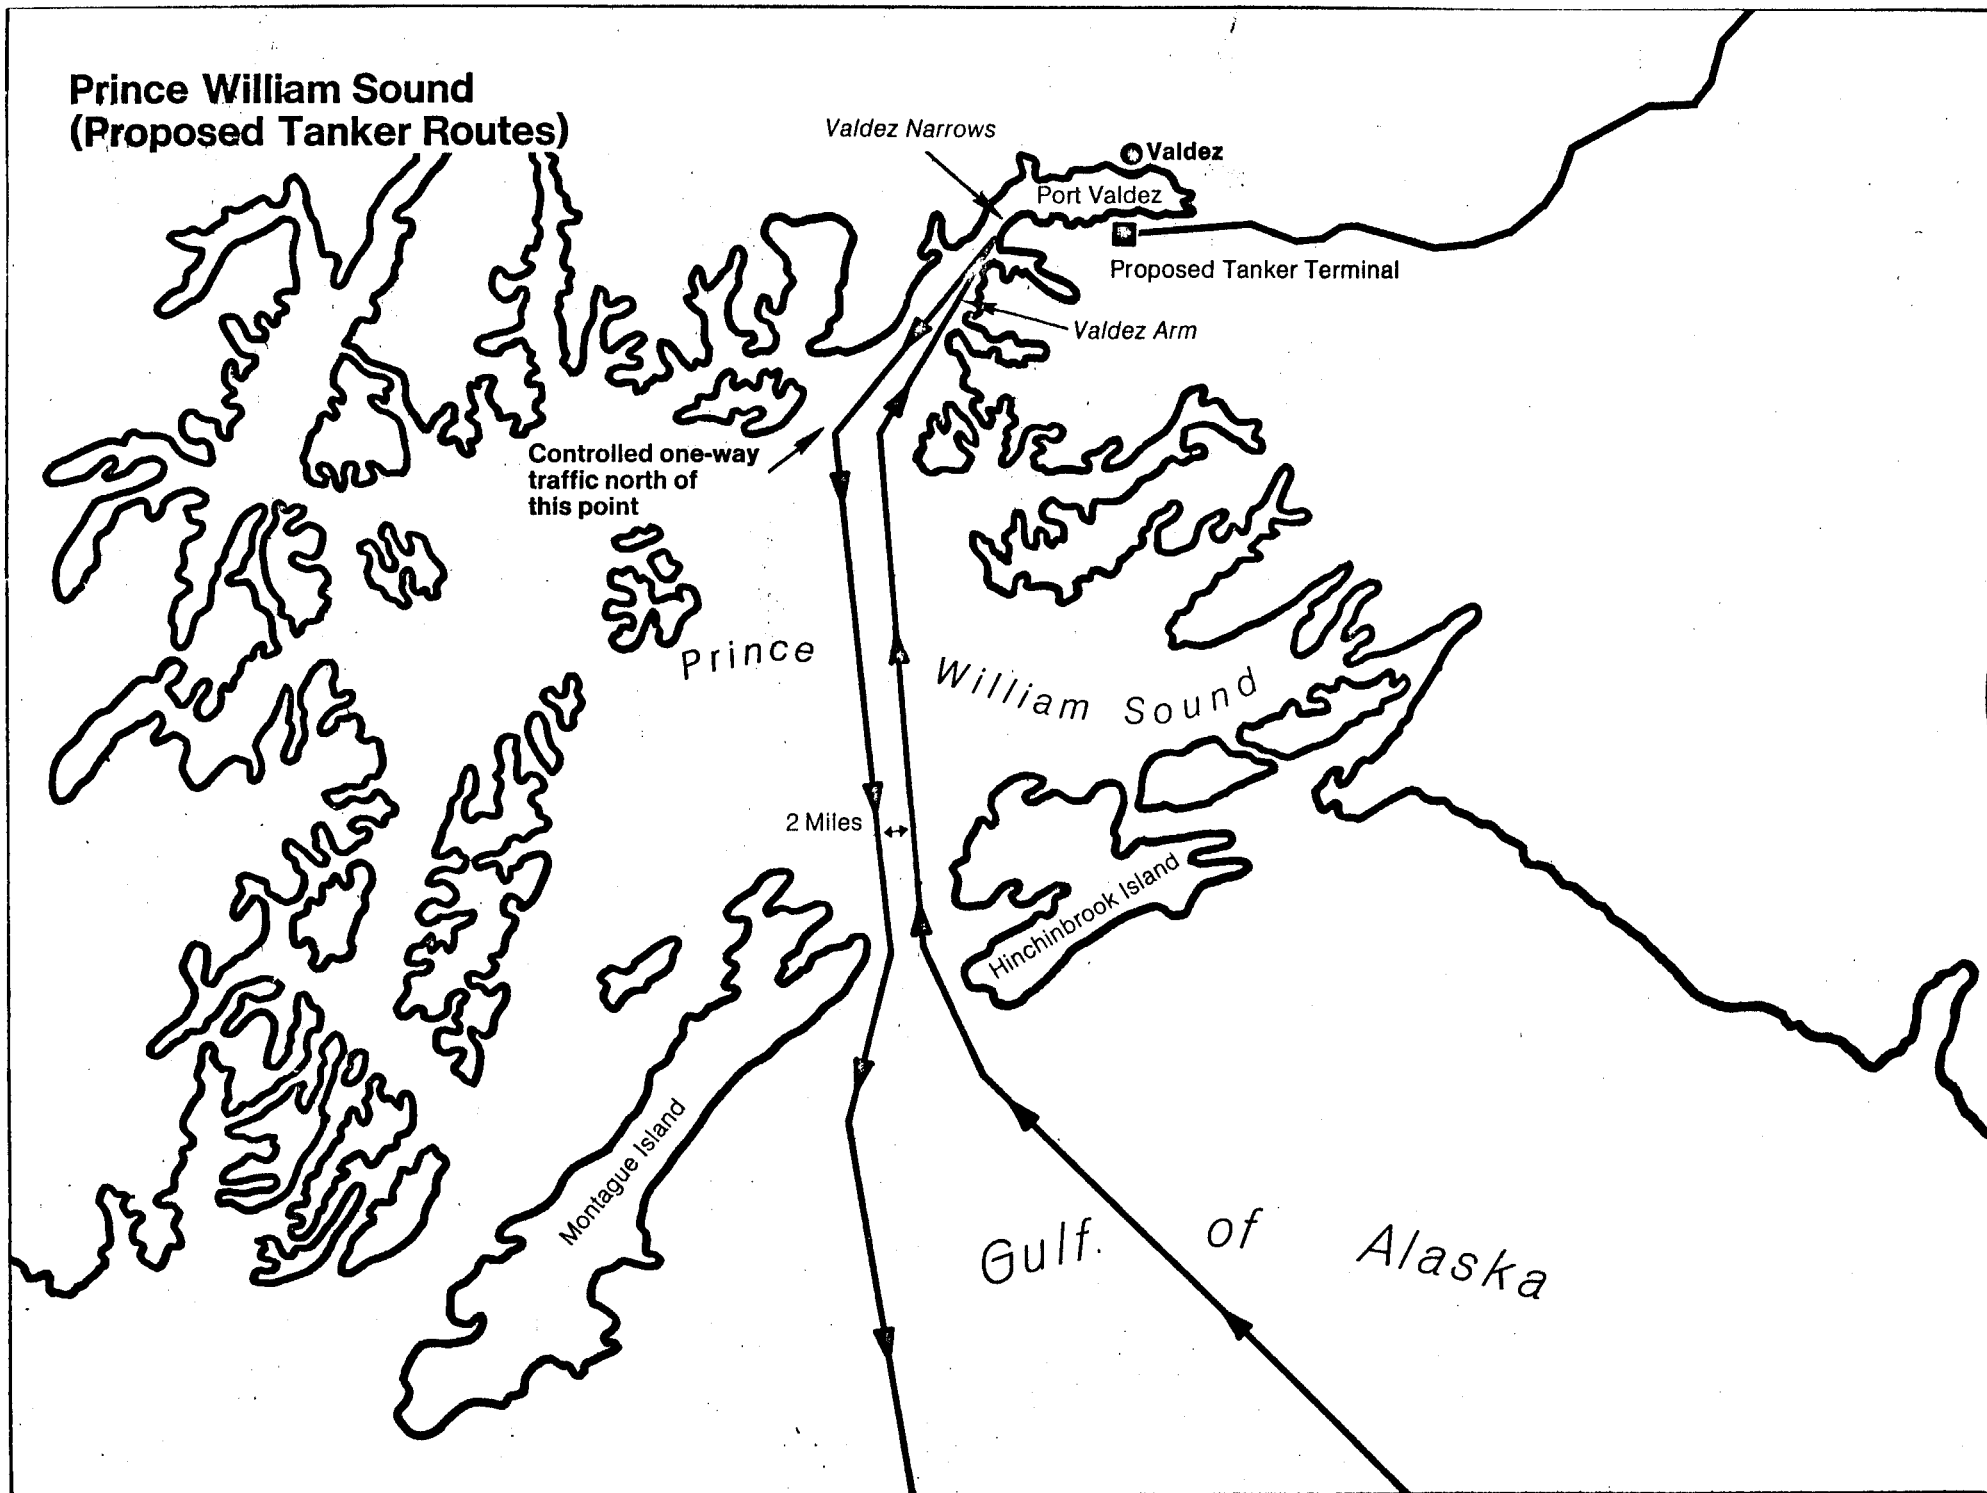 Prince William Sound
(Proposed Tanker Routes)
Valdez Narrows
Valdez
Port Valdez
Proposed Tanker Terminal
Valdez Arm
Controlled one-way
traffic north of
this point
Prince
William Sound
2 Miles
Hinchinbrook Island
Montague Island
Gulf of Alaska